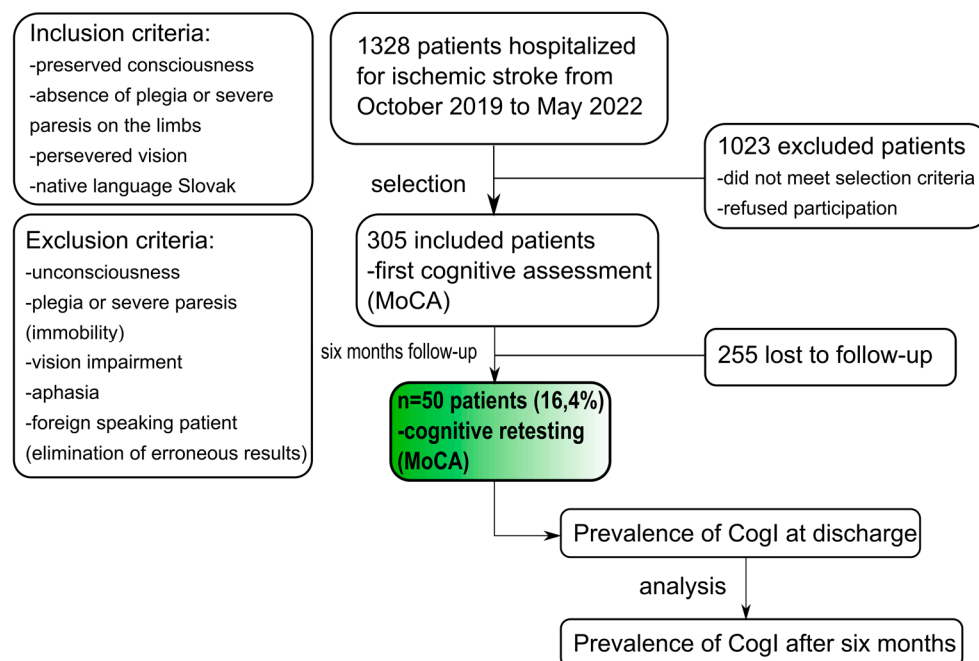 Inclusion criteria:
-preserved consciousness
-absence of plegia or severe
paresis on the limbs
-persevered vision
-native language Slovak
Exclusion criteria:
-unconsciousness
-plegia or severe paresis
(immobility)
-vision impairment
-aphasia
-foreign speaking patient
(elimination of erroneous results)
1328 patients hospitalized
for ischemic stroke from
October 2019 to May 2022
selection
1023 excluded patients
-did not meet selection criteria
-refused participation
305 included patients
-first cognitive assessment
(MoCA)
six months follow-up
255 lost to follow-up
n=50 patients (16,4%)
-cognitive retesting
(MoCA)
Prevalence of CogI at discharge
analysis
Prevalence of CogI after six months